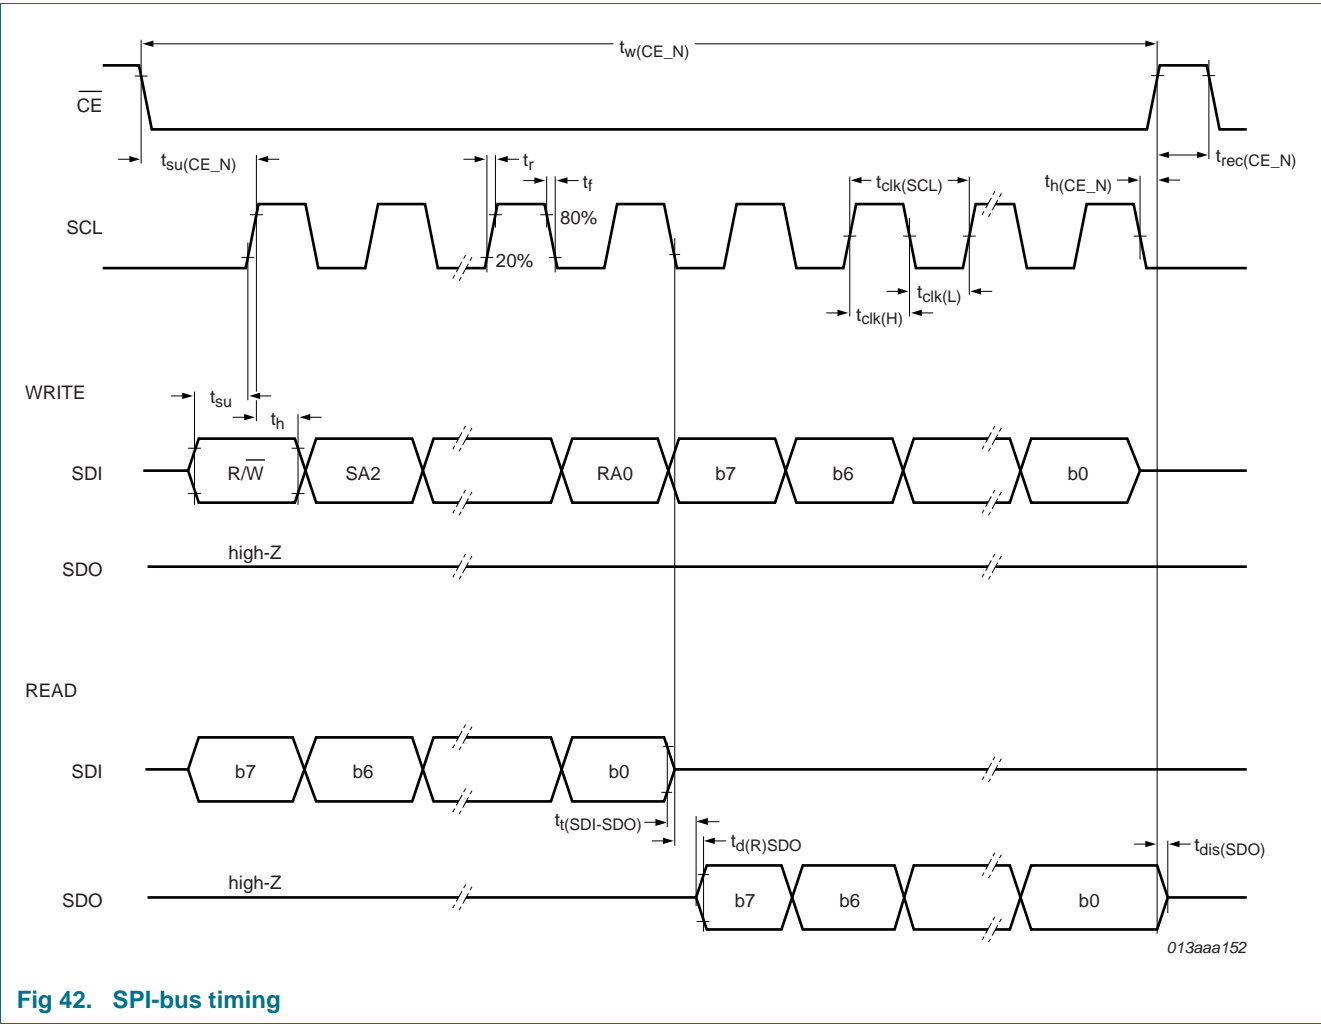 tw(CE_N)
CE
tsu(CE_N)
tr
tf
tclk(SCL)
th(CE_N)
trec(CE_N)
SCL
80%
20%
tclk(L)
tclk(H)
WRITE
tsu
th
SDI
R/W
SA2
RA0
b7
b6
b0
high-Z
SDO
READ
SDI
b7
b6
b0
tt(SDI-SDO)
td(R)SDO
tdis(SDO)
high-Z
SDO
b7
b6
b0
013aaa152
Fig 42. SPI-bus timing